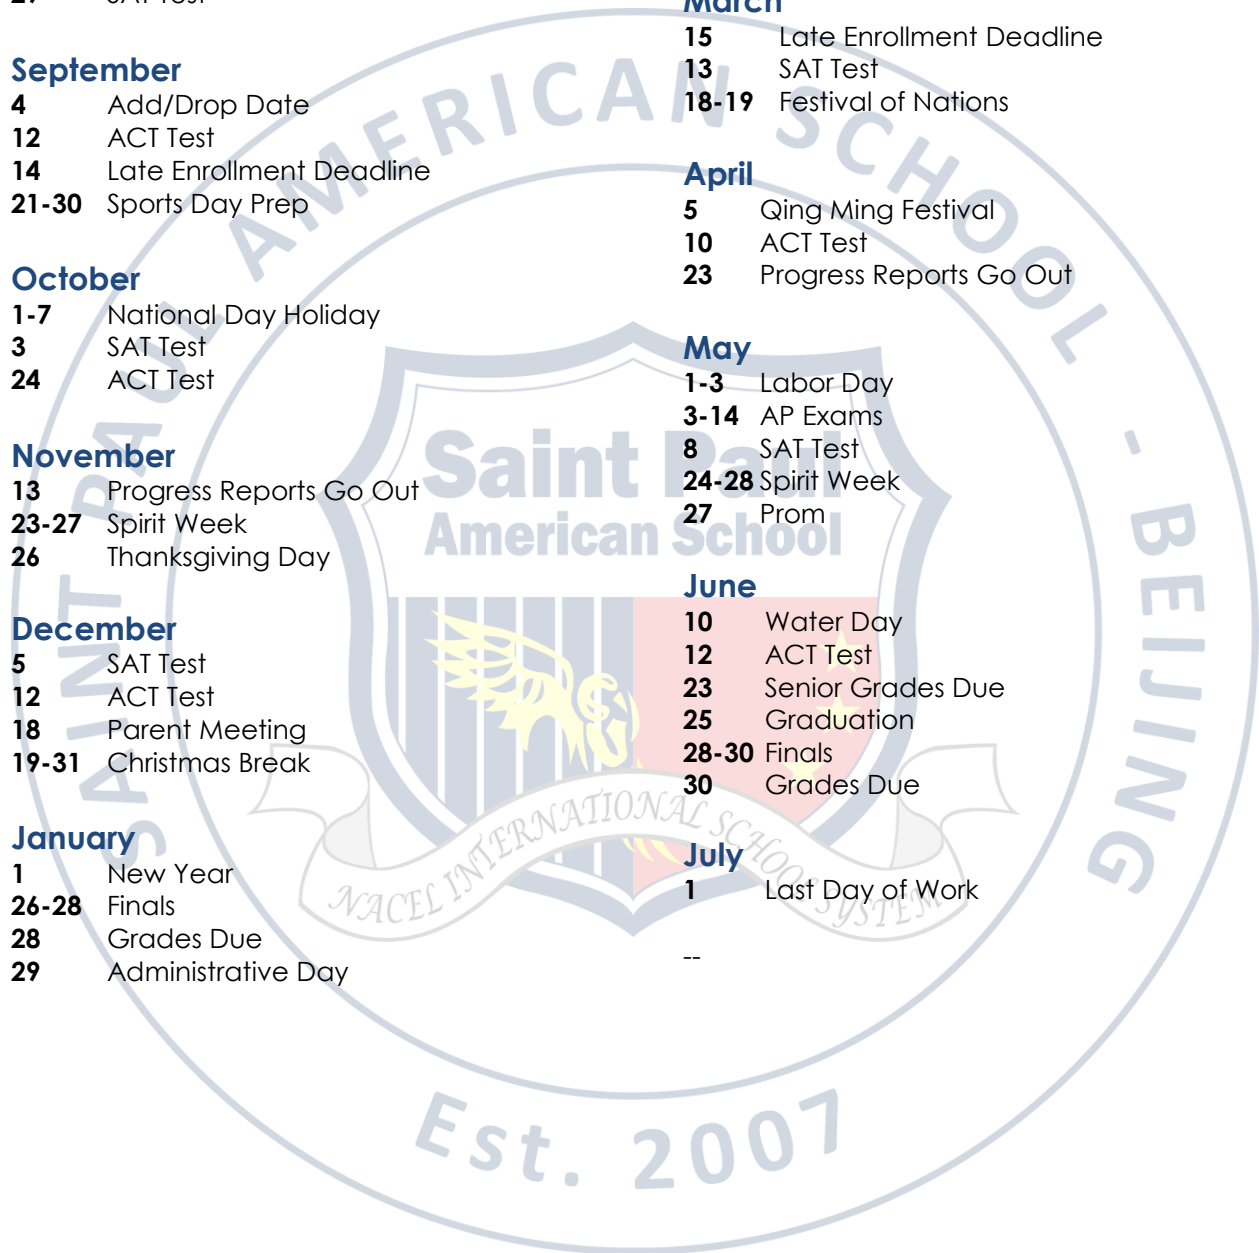 SAT Test
September
4 Add/Drop Date
12 ACT Test
14 Late Enrollment Deadline
21-30 Sports Day Prep
October
1-7 National Day Holiday
3 SAT Test
24 ACT Test
November
13 Progress Reports Go Out
23-27 Spirit Week
26 Thanksgiving Day
December
5 SAT Test
12 ACT Test
18 Parent Meeting
19-31 Christmas Break
January
1 New Year
26-28 Finals
28 Grades Due
29 Administrative Day
March
15 Late Enrollment Deadline
13 SAT Test
18-19 Festival of Nations
April
5 Qing Ming Festival
10 ACT Test
23 Progress Reports Go Out
May
1-3 Labor Day
3-14 AP Exams
8 SAT Test
24-28 Spirit Week
27 Prom
June
10 Water Day
12 ACT Test
23 Senior Grades Due
25 Graduation
28-30 Finals
30 Grades Due
July
1 Last Day of Work
--
SAINT PAUL AMERICAN SCHOOL - BEIJING
Saint Paul
American School
NACEL INTERNATIONAL SCHOOL SYSTEM
Est. 2007